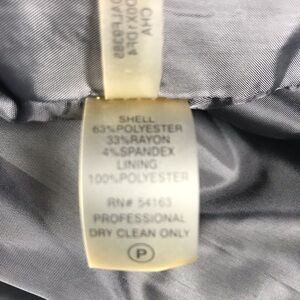 SHELL
63%POLYESTER
33%RAYON
4%SPANDEX
LINING
100%POLYESTER
RN# 54163
PROFESSIONAL
DRY CLEAN ONLY
P